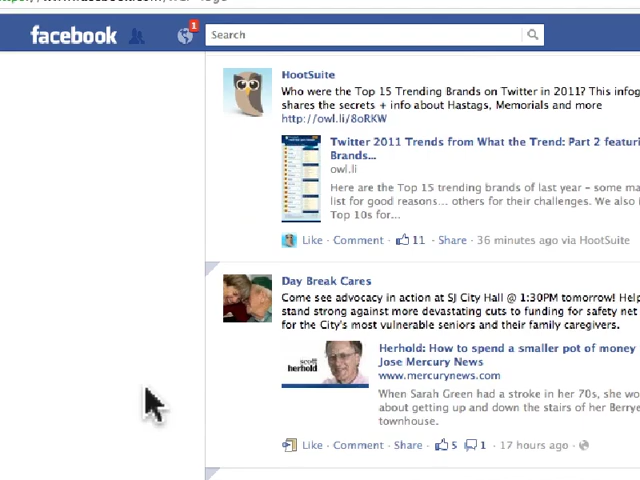 facebook
1
Search
HootSuite
Who were the Top 15 Trending Brands on Twitter in 2011? This infog
shares the secrets + info about Hastags, Memorials and more
http://owl.li/8oRKW
Twitter 2011 Trends from What the Trend: Part 2 featuri
Brands...
owl.li
Here are the Top 15 trending brands of last year – some ma
list for good reasons... others for their challenges. We also i
Top 10s for...
Like · Comment · 11 · Share · 36 minutes ago via HootSuite
Day Break Cares
Come see advocacy in action at SJ City Hall @ 1:30PM tomorrow! Help
stand strong against more devastating cuts to funding for safety net
for the City's most vulnerable seniors and their family caregivers.
scott
herhold
Herhold: How to spend a smaller pot of money
Jose Mercury News
www.mercurynews.com
When Sarah Green had a stroke in her 70s, she wo
about getting up and down the stairs of her Berrye
townhouse.
Like · Comment · Share · 5 1 · 17 hours ago ·